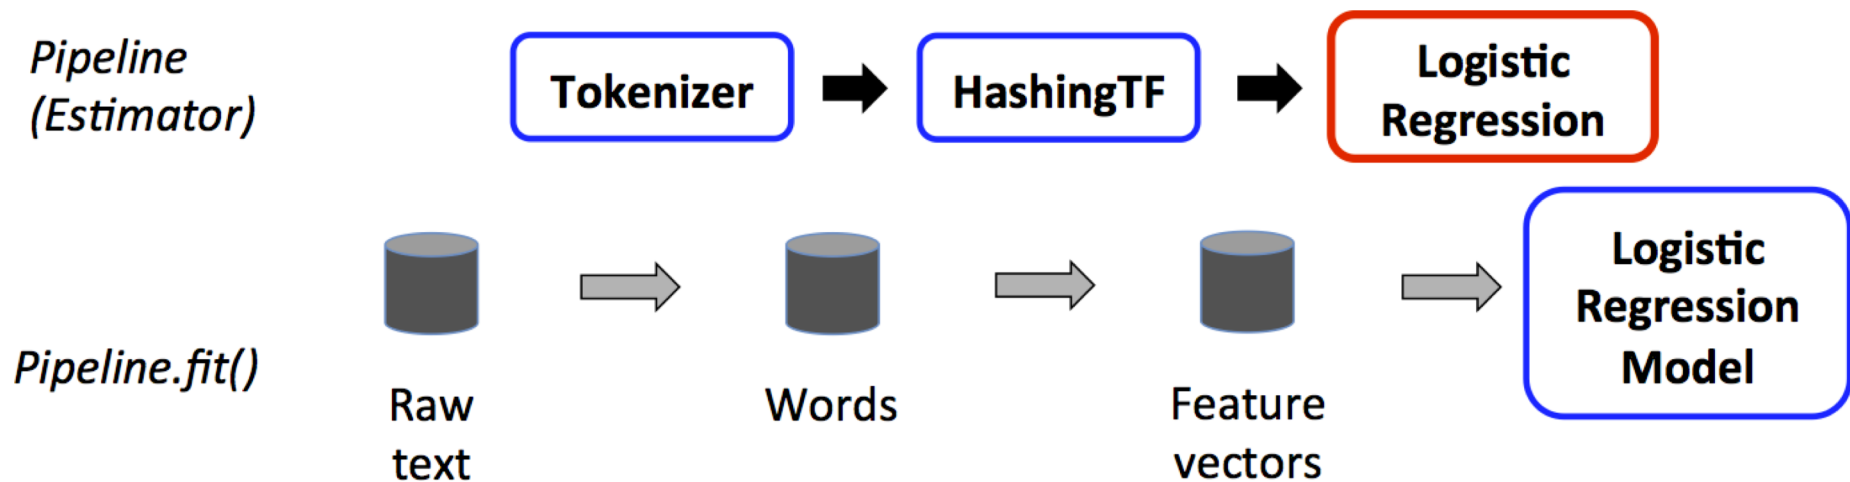 Pipeline
(Estimator)
Tokenizer
HashingTF
Logistic
Regression
Pipeline.fit()
Raw
text
Words
Feature
vectors
Logistic
Regression
Model